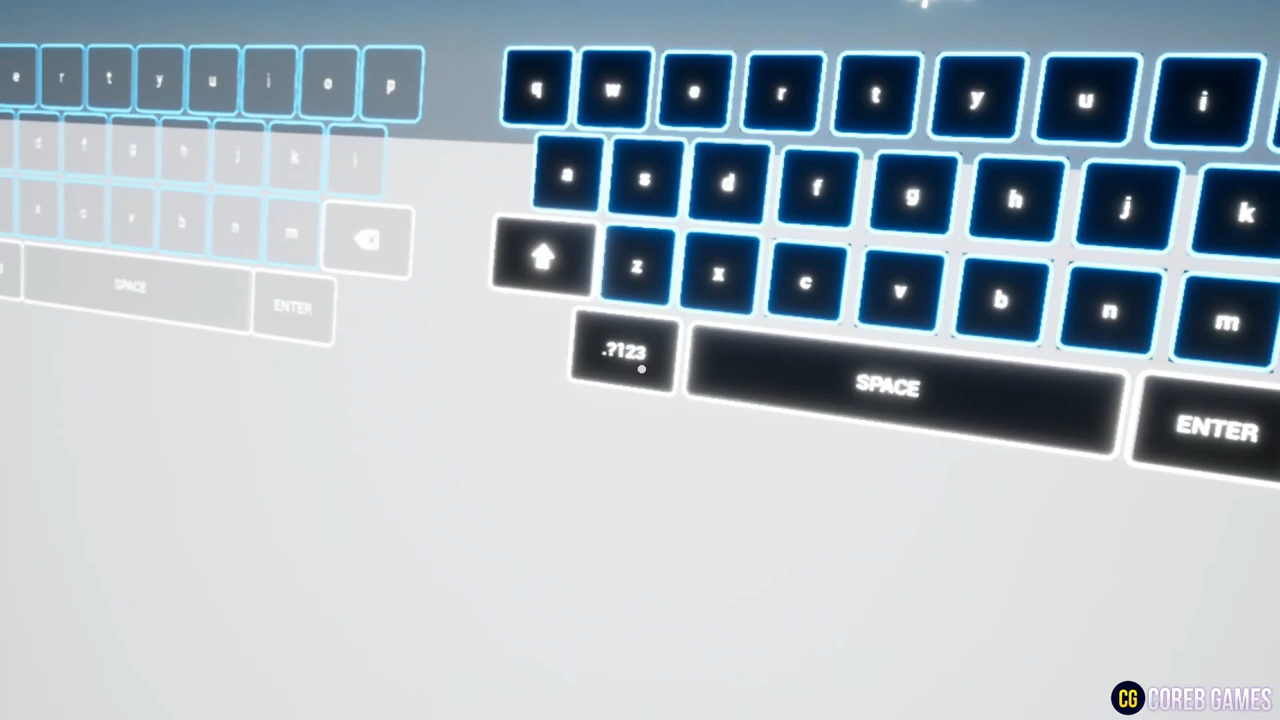 e r t y u i o p
d f g h j k l
x c v b n m
SPACE ENTER
q w e r t y u i
a s d f g h j k
z x c v b n m
.?123 SPACE ENTER
CG COREB GAMES